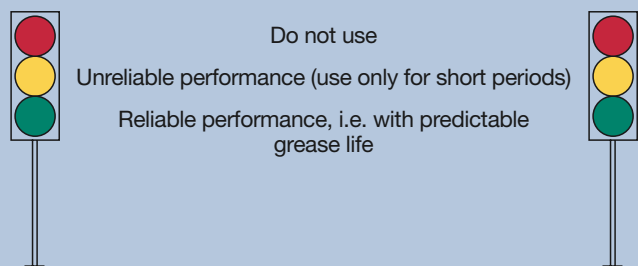 Do not use
Unreliable performance (use only for short periods)
Reliable performance, i.e. with predictable
grease life